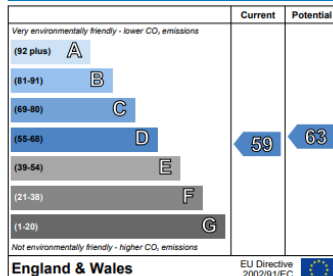 Current Potential
Very environmentally friendly - lower CO₂ emissions
(92 plus) A
(81-91) B
(69-80) C
(55-68) D
59 63
(39-54) E
(21-38) F
(1-20) G
Not environmentally friendly - higher CO₂ emissions
England & Wales
EU Directive
2002/91/EC